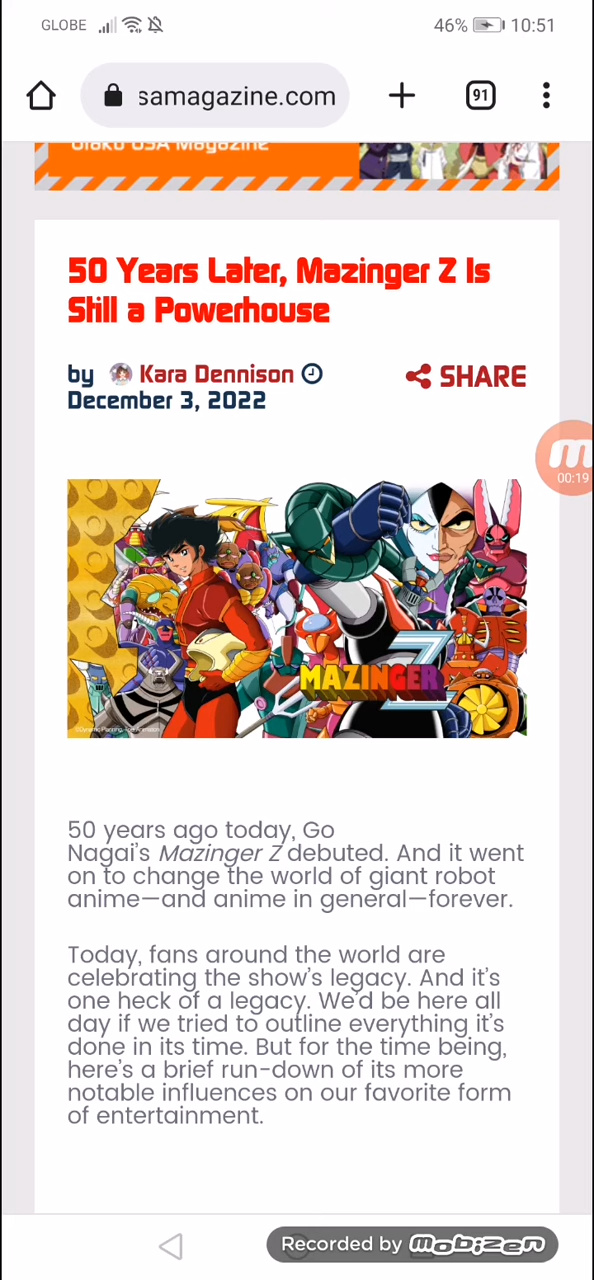 GLOBE
46% 10:51
samagazine.com
91
Otaku USA Magazine
50 Years Later, Mazinger Z Is
Still a Powerhouse
by Kara Dennison
SHARE
December 3, 2022
00:19
MAZINGER
Z
50 years ago today, Go
Nagai's Mazinger Z debuted. And it went
on to change the world of giant robot
anime—and anime in general—forever.
Today, fans around the world are
celebrating the show's legacy. And it's
one heck of a legacy. We'd be here all
day if we tried to outline everything it's
done in its time. But for the time being,
here's a brief run-down of its more
notable influences on our favorite form
of entertainment.
Recorded by mobizen